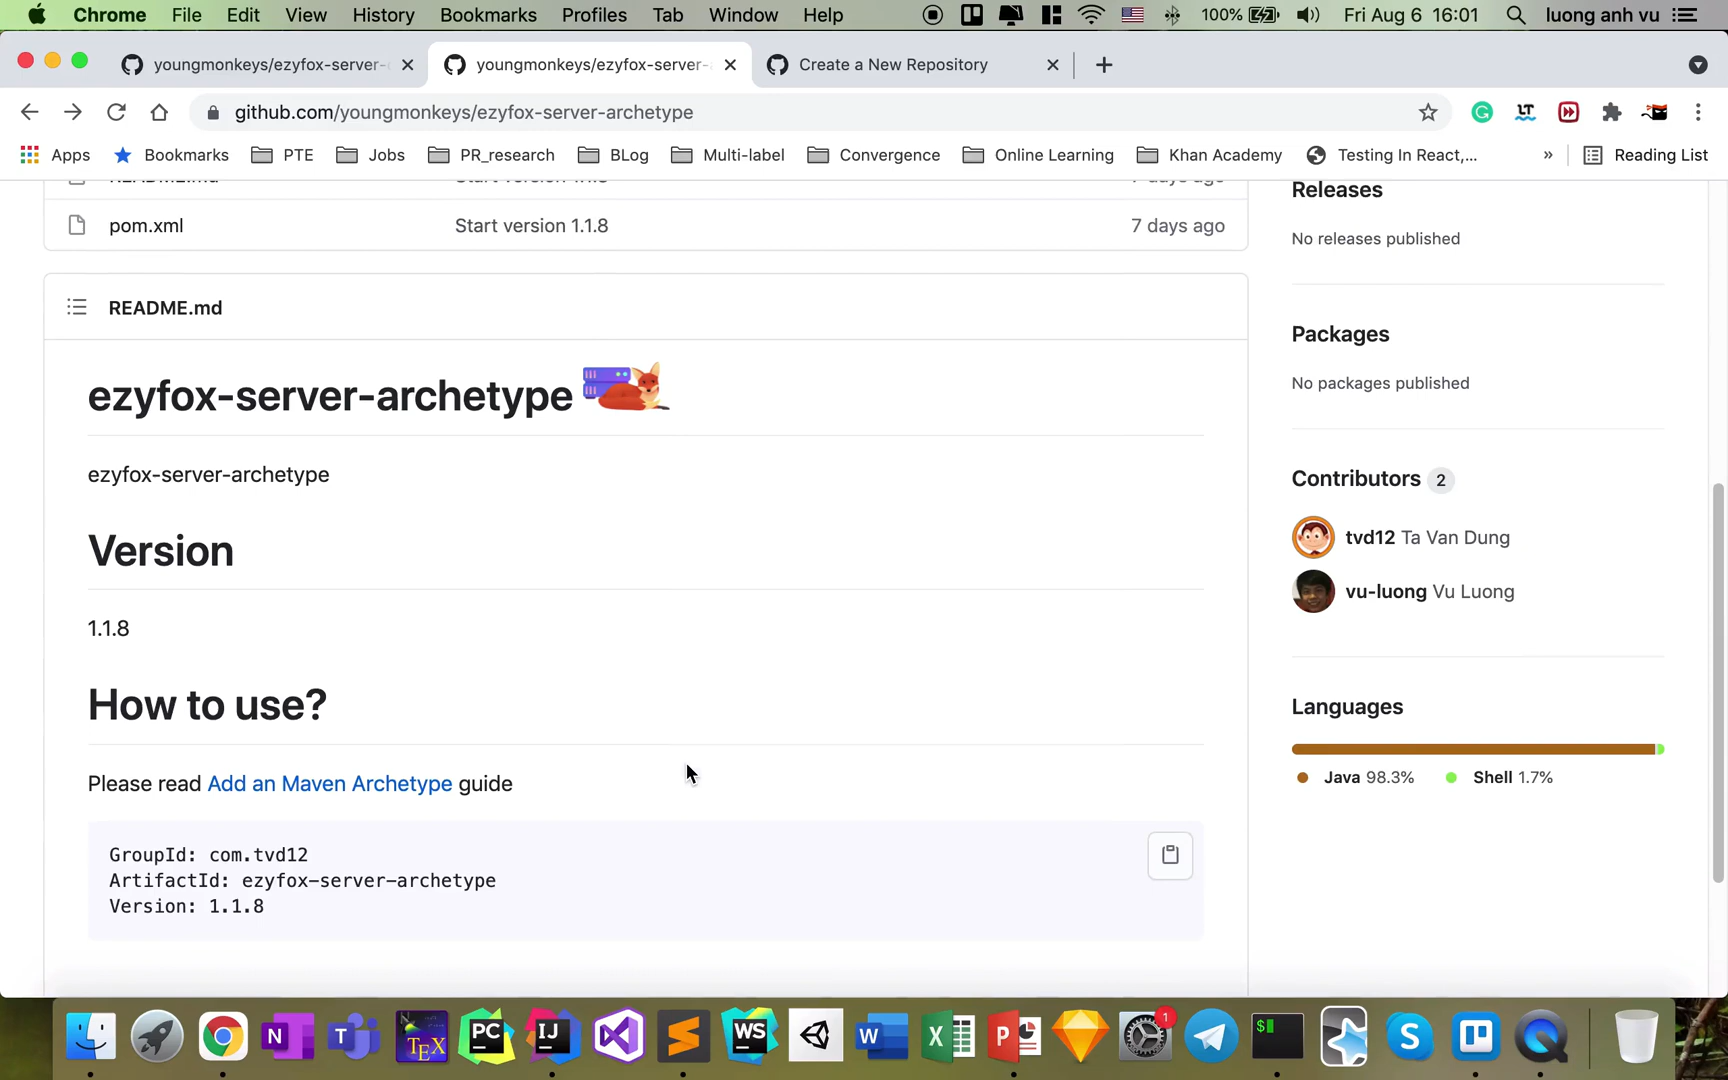 Chrome File Edit View History Bookmarks Profiles Tab Window Help 100% Fri Aug 6 16:01 luong anh vu
youngmonkeys/ezyfox-server- youngmonkeys/ezyfox-server- Create a New Repository
github.com/youngmonkeys/ezyfox-server-archetype
Apps Bookmarks PTE Jobs PR_research BLog Multi-label Convergence Online Learning Khan Academy Testing In React,... » Reading List
pom.xml Start version 1.1.8 7 days ago
README.md
ezyfox-server-archetype
ezyfox-server-archetype
Version
1.1.8
How to use?
Please read Add an Maven Archetype guide
GroupId: com.tvd12
ArtifactId: ezyfox-server-archetype
Version: 1.1.8
Releases
No releases published
Packages
No packages published
Contributors 2
tvd12 Ta Van Dung
vu-luong Vu Luong
Languages
Java 98.3% Shell 1.7%